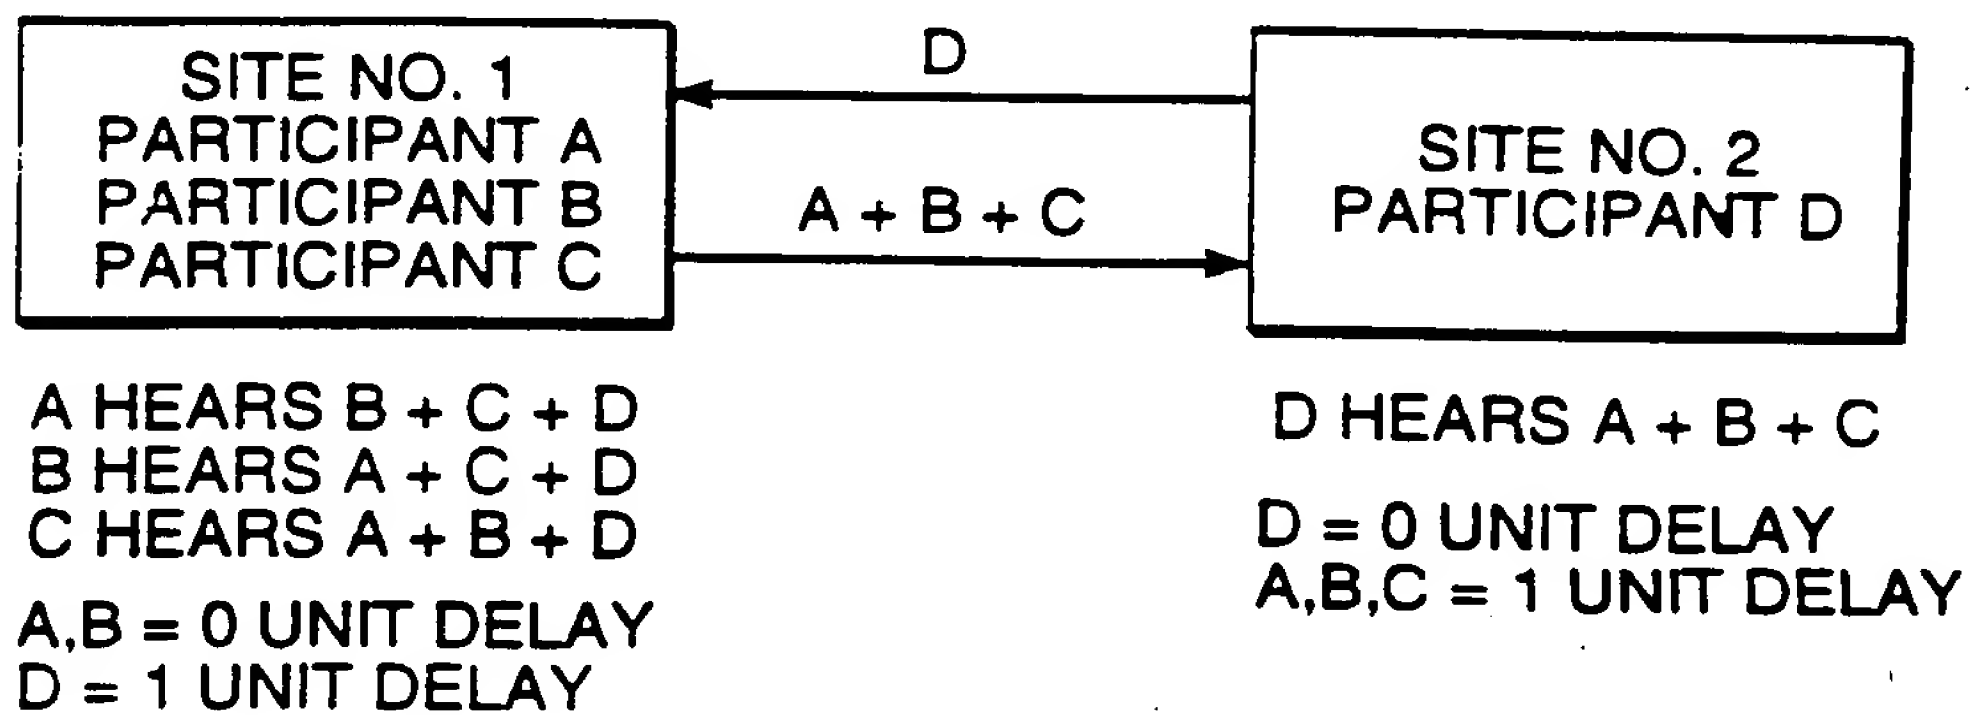 SITE NO. 1
PARTICIPANT A
PARTICIPANT B
PARTICIPANT C
D
A + B + C
SITE NO. 2
PARTICIPANT D
A HEARS B + C + D
B HEARS A + C + D
C HEARS A + B + D
A,B = 0 UNIT DELAY
D = 1 UNIT DELAY
D HEARS A + B + C
D = 0 UNIT DELAY
A,B,C = 1 UNIT DELAY